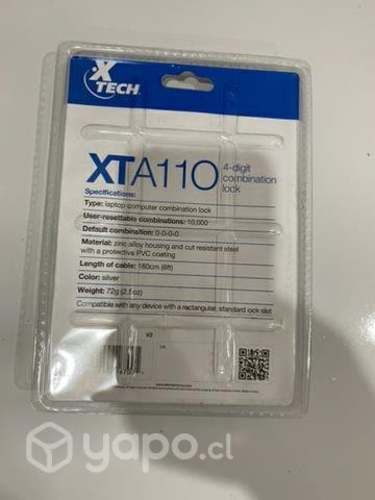 X
TECH
XTA110
4-digit
combination
lock
Specifications:
Type: laptop computer combination lock
User-resettable combinations: 10,000
Default combination: 0-0-0-0
Material: zinc alloy housing and cut resistant steel
with a protective PVC coating
Length of cable: 180cm (6ft)
Color: silver
Weight: 72g (2.1 oz)
Compatible with any device with a rectangular, standard lock slot
yapo.cl